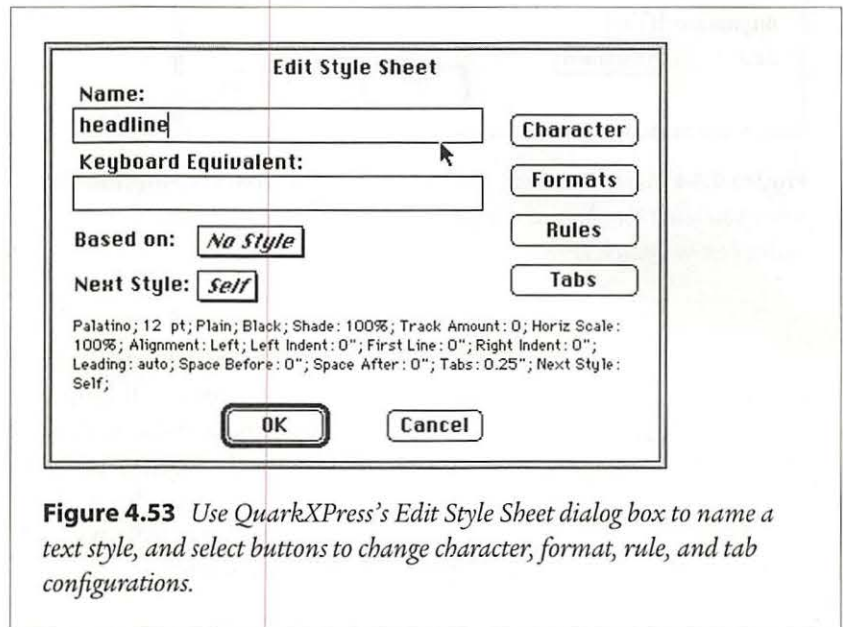 Edit Style Sheet
Name:
headline
Character
Keyboard Equivalent:
Formats
Based on: No Style
Rules
Next Style: Self
Tabs
Palatino; 12 pt; Plain; Black; Shade: 100%; Track Amount: 0; Horiz Scale:
100%; Alignment: Left; Left Indent: 0"; First Line: 0"; Right Indent: 0";
Leading: auto; Space Before: 0"; Space After: 0"; Tabs: 0.25"; Next Style:
Self;
OK Cancel
Figure 4.53 Use QuarkXPress's Edit Style Sheet dialog box to name a
text style, and select buttons to change character, format, rule, and tab
configurations.